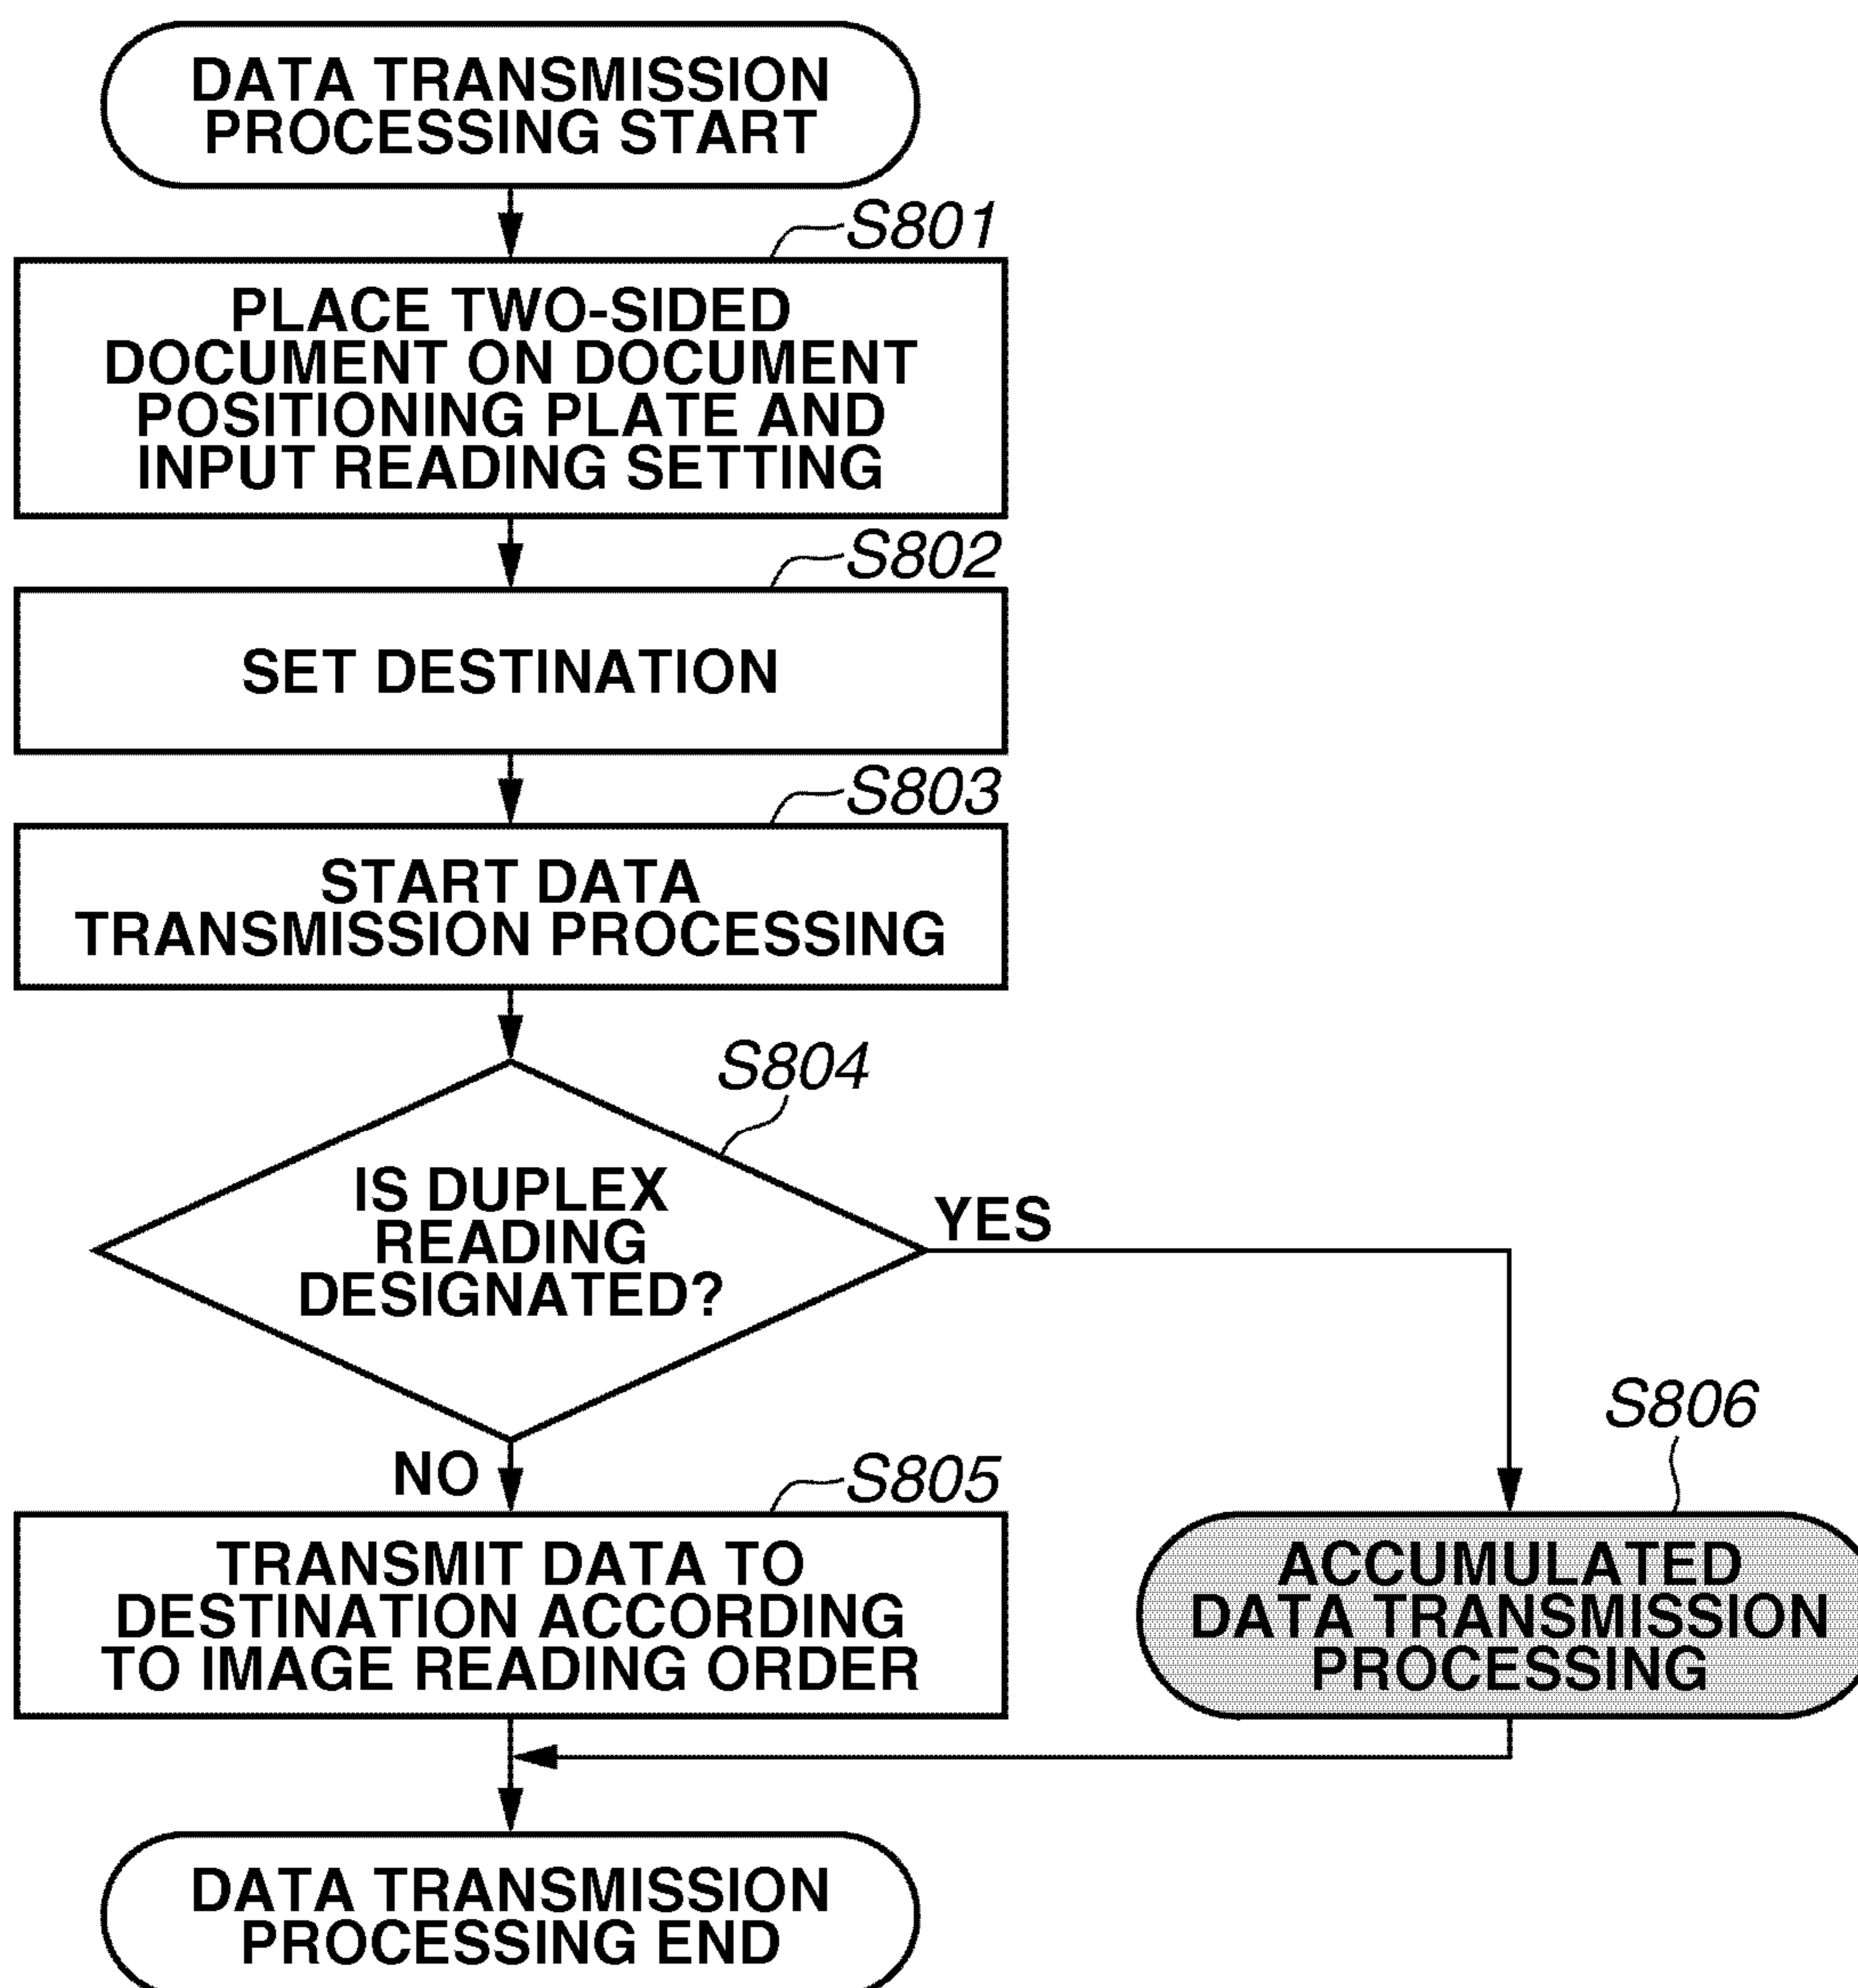 DATA TRANSMISSION
PROCESSING START
S801
PLACE TWO-SIDED
DOCUMENT ON DOCUMENT
POSITIONING PLATE AND
INPUT READING SETTING
S802
SET DESTINATION
S803
START DATA
TRANSMISSION PROCESSING
S804
IS DUPLEX
READING
DESIGNATED?
YES
NO
S805
TRANSMIT DATA TO
DESTINATION ACCORDING
TO IMAGE READING ORDER
S806
ACCUMULATED
DATA TRANSMISSION
PROCESSING
DATA TRANSMISSION
PROCESSING END